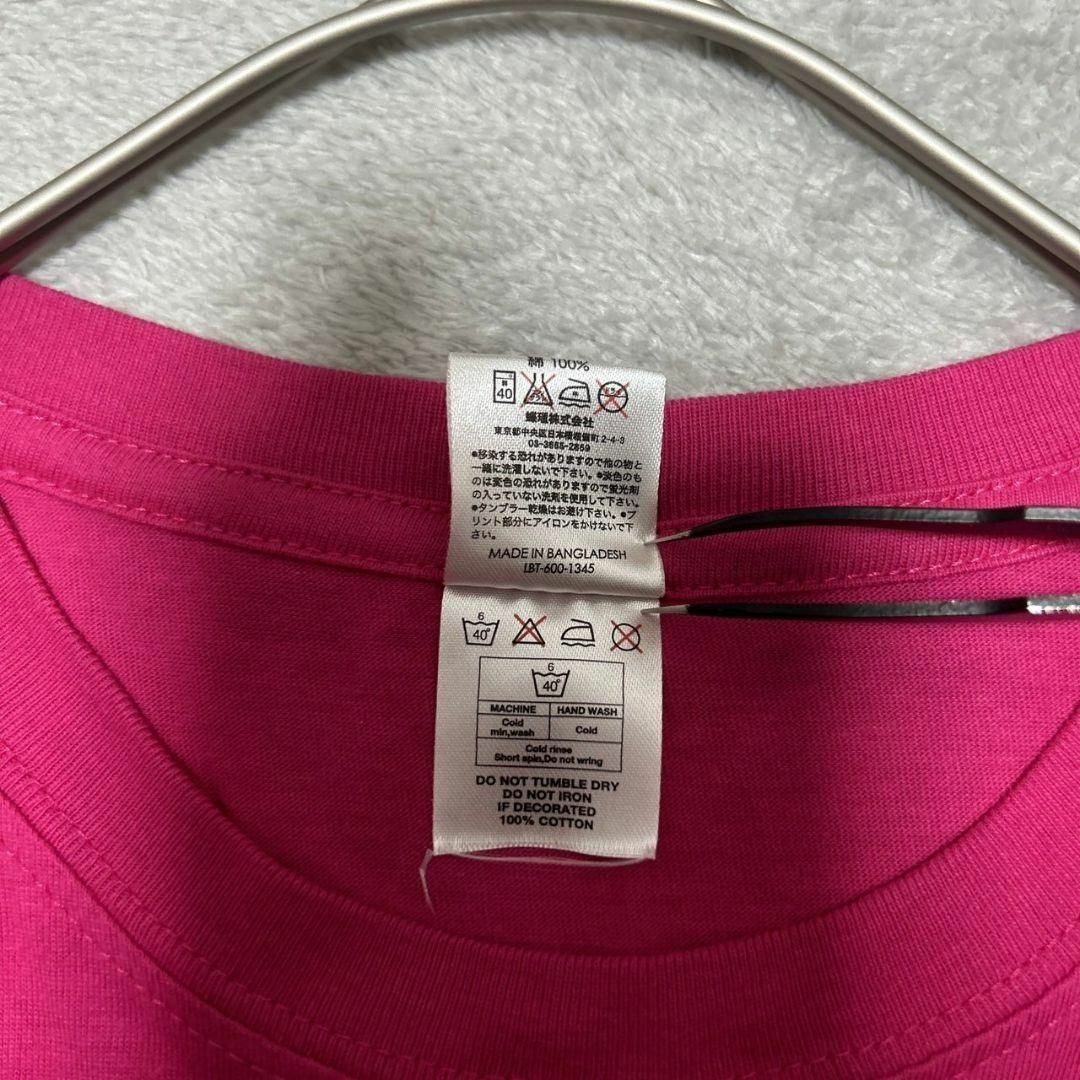 綿 100%
40
蝶理株式会社
東京都中央区日本橋堀留町 2-4-3
03-3665-2859
●移染する恐れがありますので他の物と
一緒に洗濯しないで下さい。●淡色のも
のは変色の恐れがありますので蛍光剤
の入っていない洗剤を使用して下さい。
●タンブラー乾燥はお避け下さい。●プ
リント部分にアイロンをかけないで下
さい。
MADE IN BANGLADESH
LBT-600-1345
6
40°
6
40°
MACHINE HAND WASH
Cold
min,wash Cold
Cold rinse
Short spin,Do not wring
DO NOT TUMBLE DRY
DO NOT IRON
IF DECORATED
100% COTTON